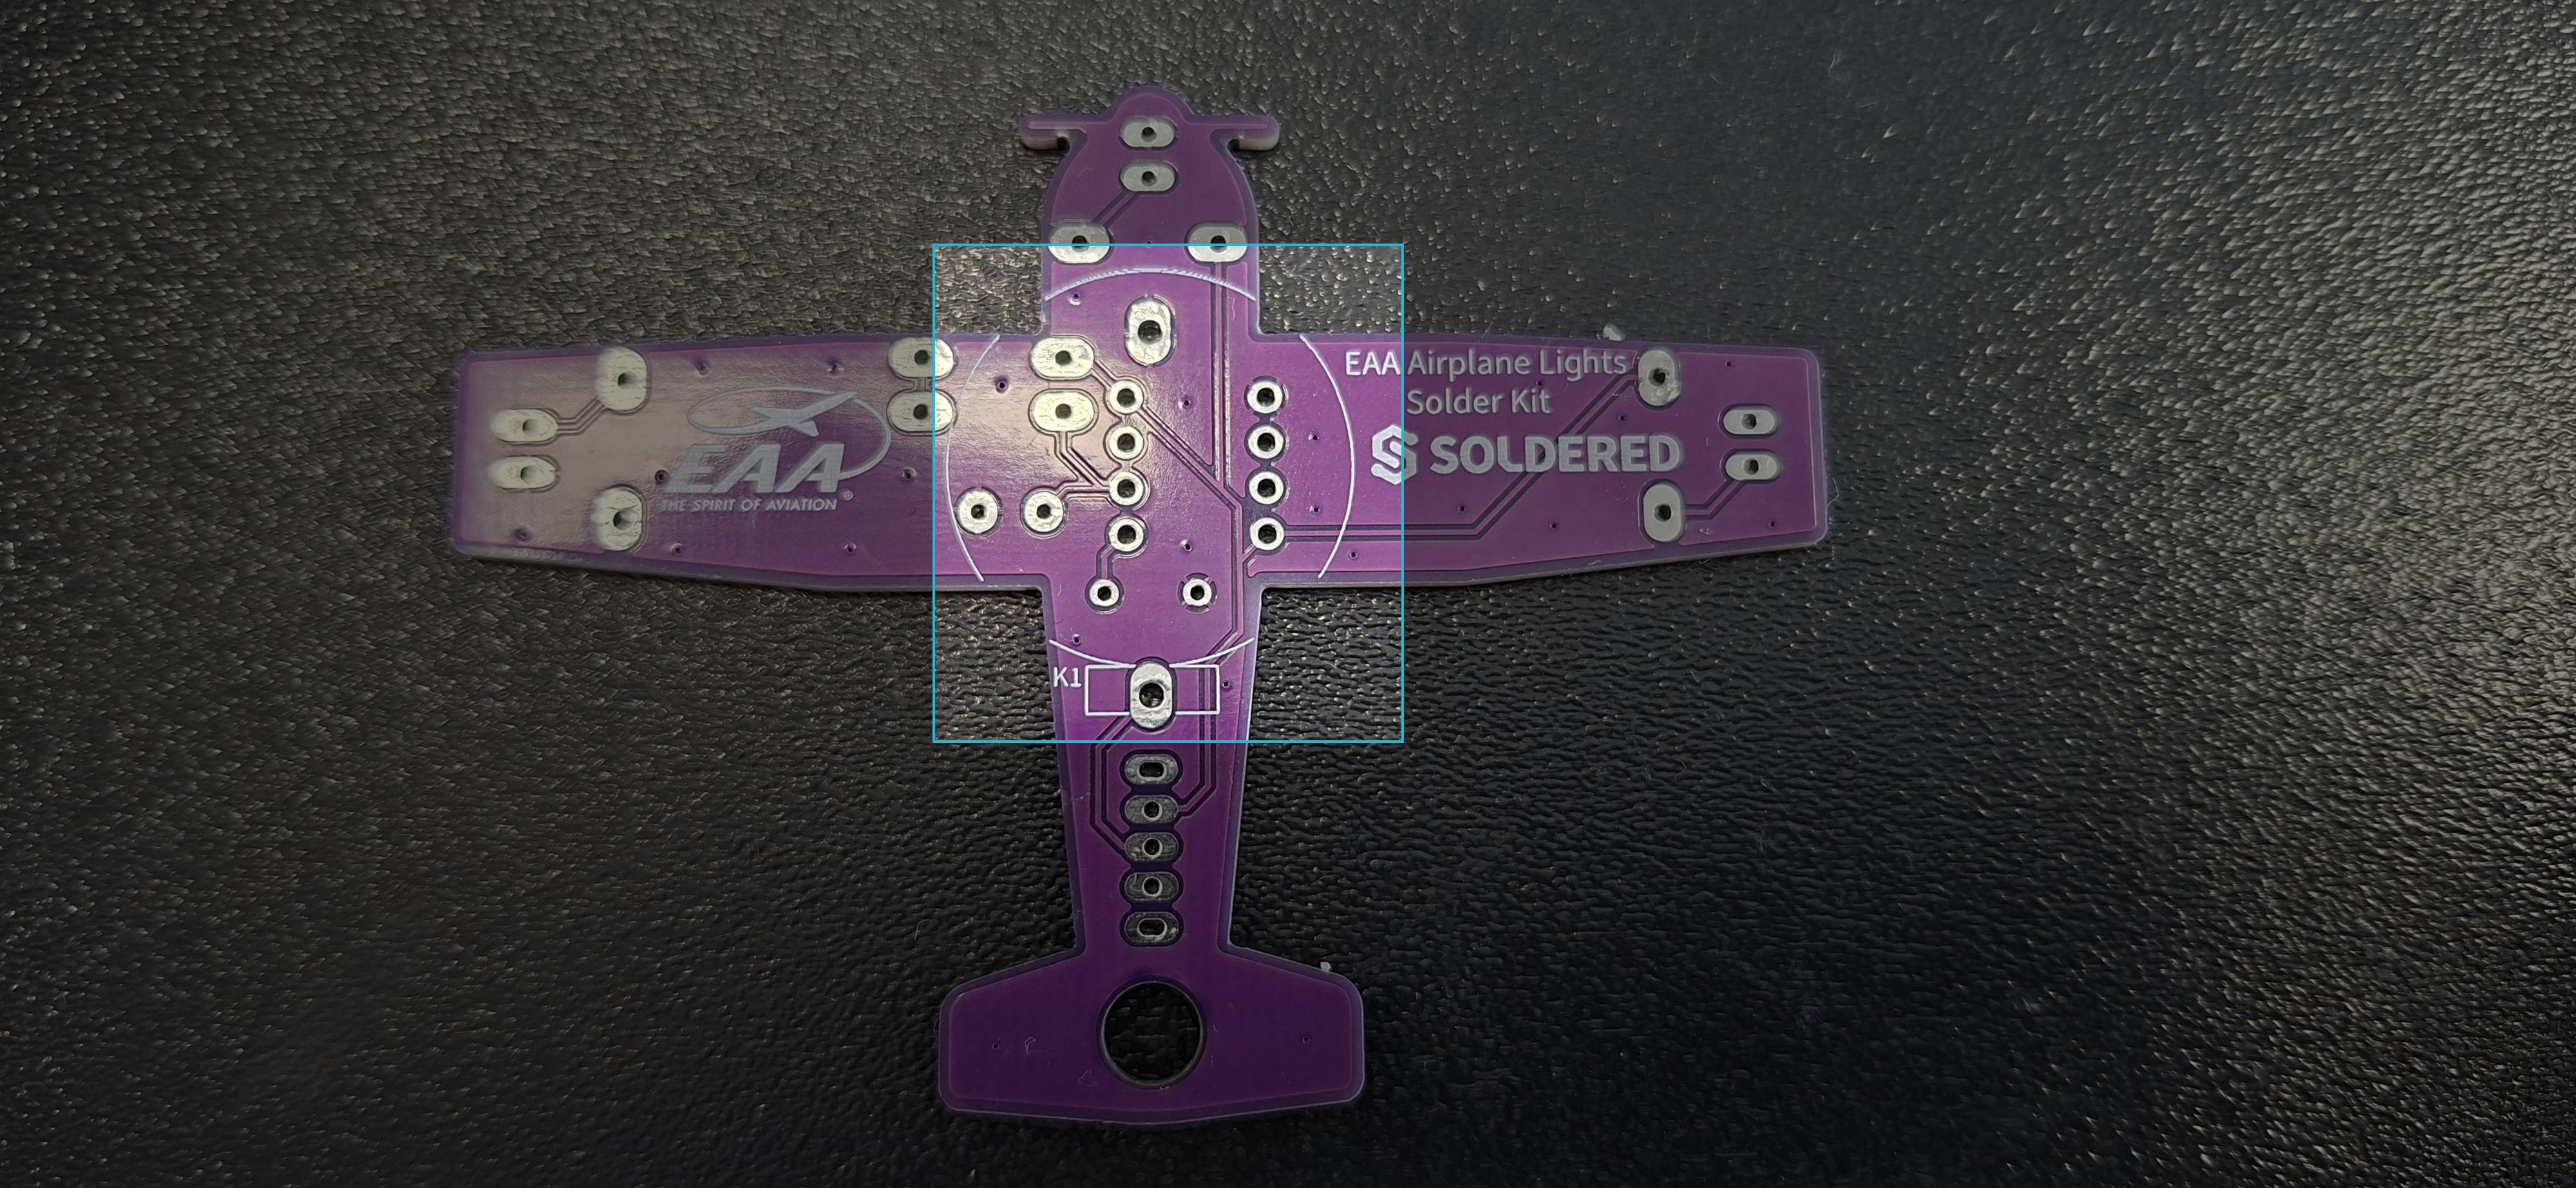 EAA Airplane Lights
Solder Kit
SOLDERED
EAA®
THE SPIRIT OF AVIATION
K1